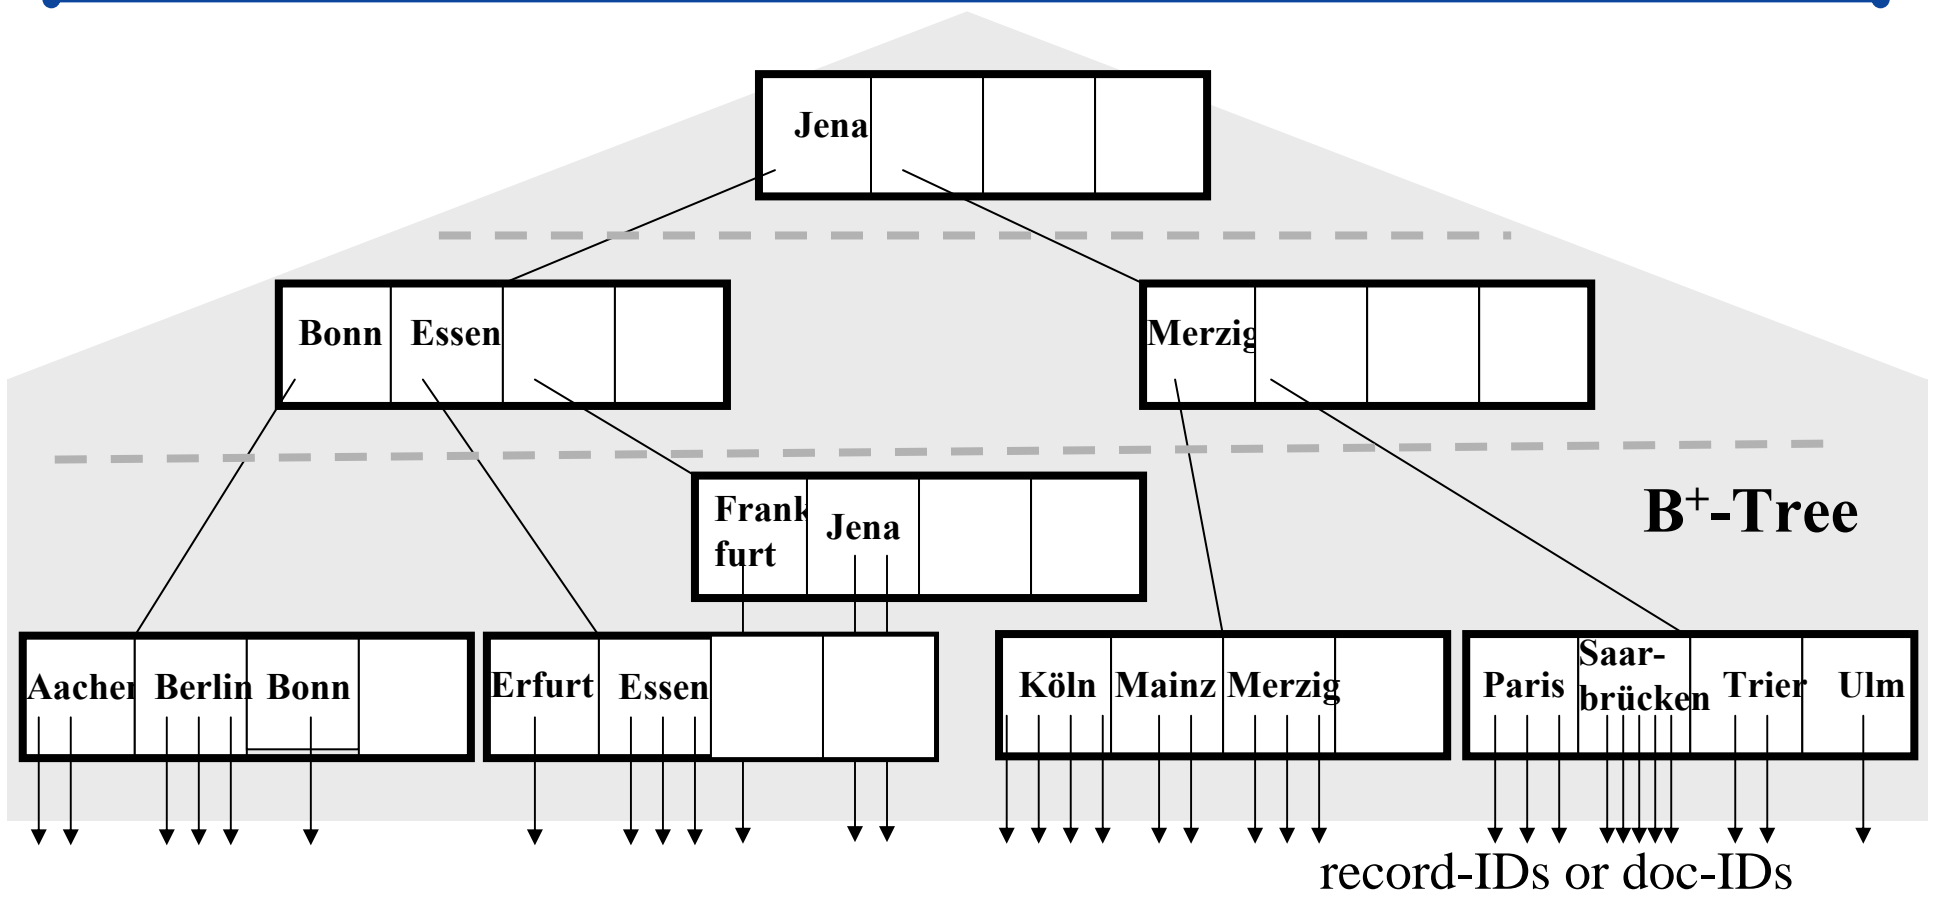 Jena
Bonn Essen
Merzig
Frank
furt
Jena
B+-Tree
Aachen Berlin Bonn
Erfurt Essen
Köln Mainz Merzig
Paris
Saar-
brücken
Trier Ulm
record-IDs or doc-IDs